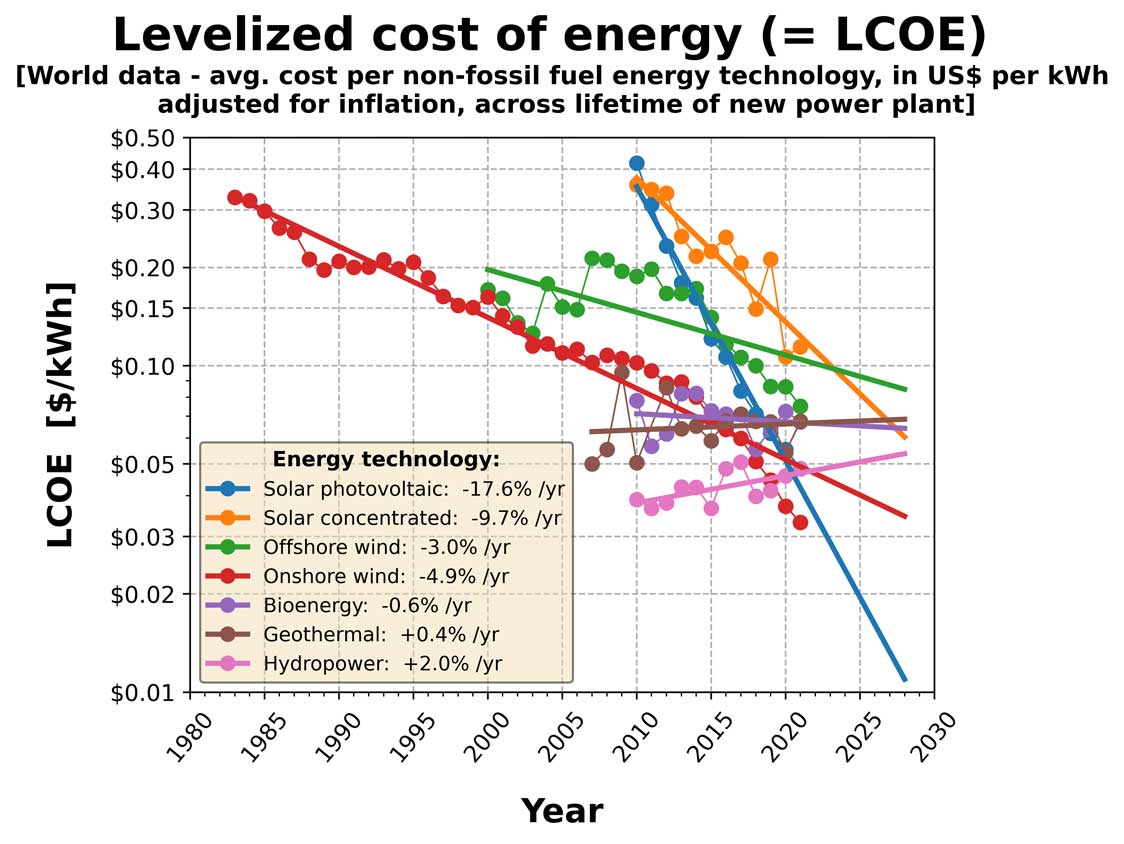 Levelized cost of energy (= LCOE)
[World data - avg. cost per non-fossil fuel energy technology, in US$ per kWh
adjusted for inflation, across lifetime of new power plant]
LCOE [$/kWh]
$0.50
$0.40
$0.30
$0.20
$0.15
$0.10
$0.05
$0.03
$0.02
$0.01
Energy technology:
Solar photovoltaic: -17.6% /yr
Solar concentrated: -9.7% /yr
Offshore wind: -3.0% /yr
Onshore wind: -4.9% /yr
Bioenergy: -0.6% /yr
Geothermal: +0.4% /yr
Hydropower: +2.0% /yr
1980 1985 1990 1995 2000 2005 2010 2015 2020 2025 2030
Year